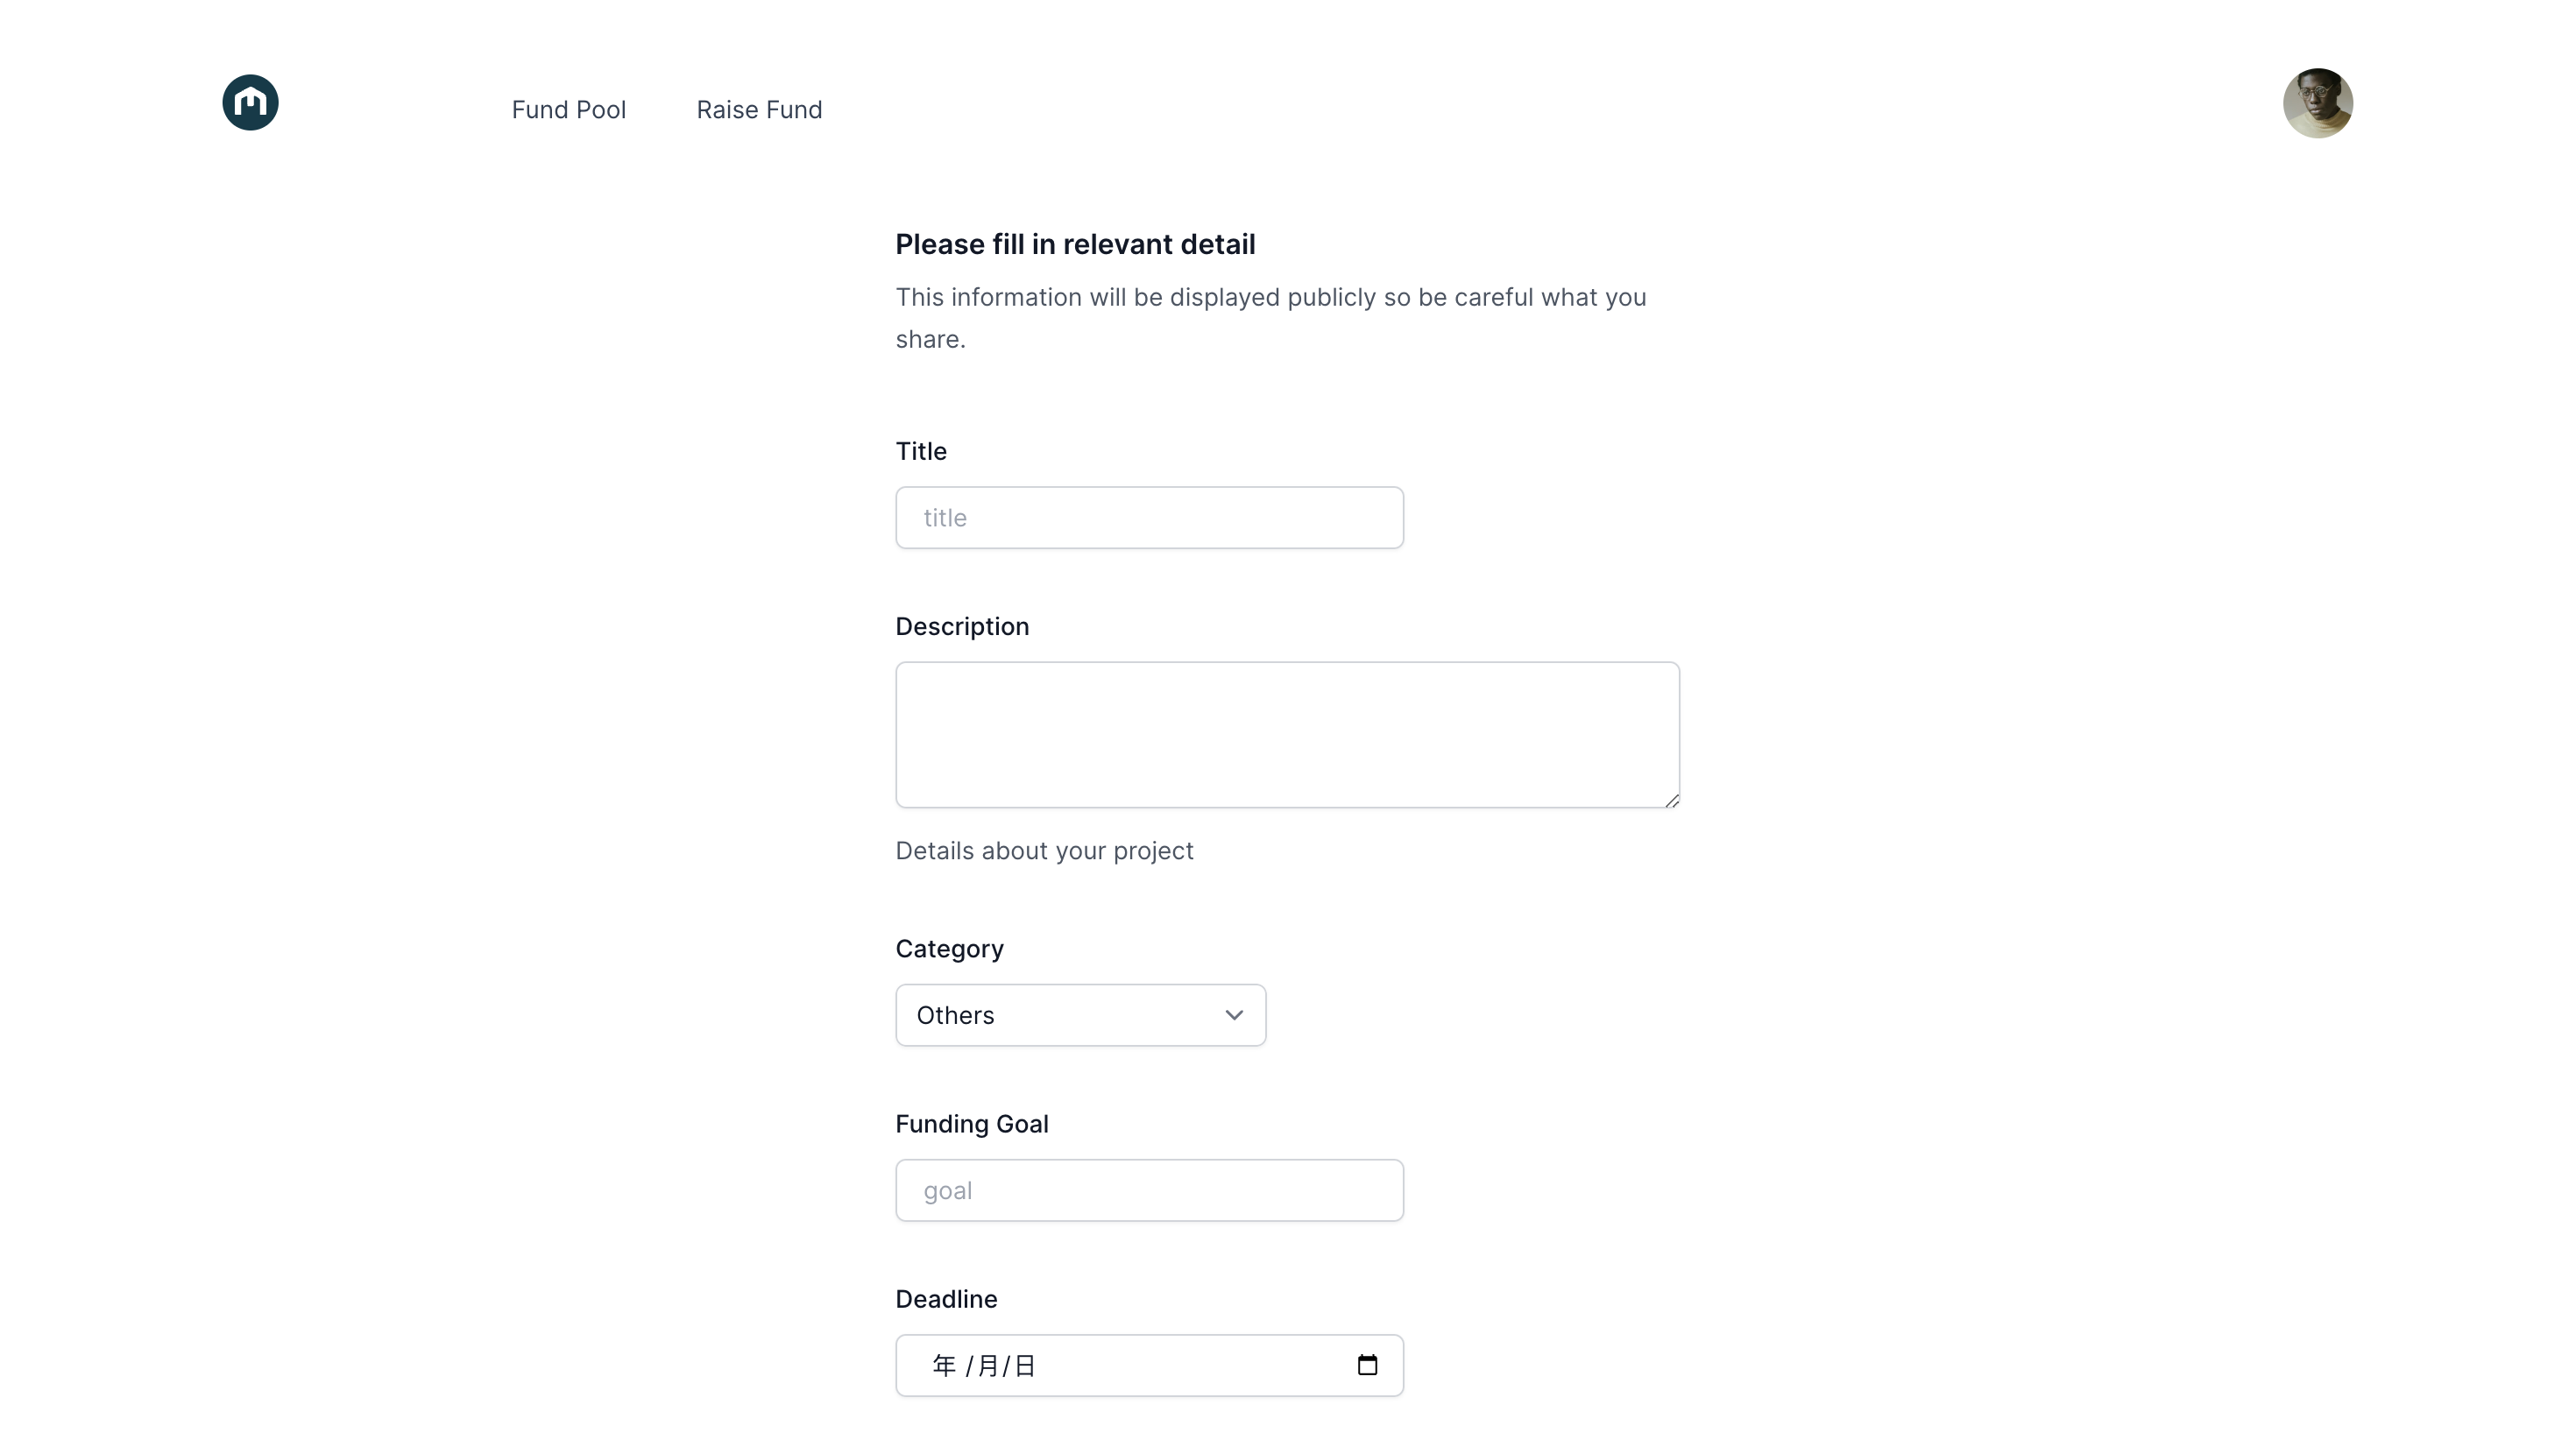 Fund Pool
Raise Fund
Please fill in relevant detail
This information will be displayed publicly so be careful what you
share.
Title
title
Description
Details about your project
Category
Others
Funding Goal
goal
Deadline
年 /月/日